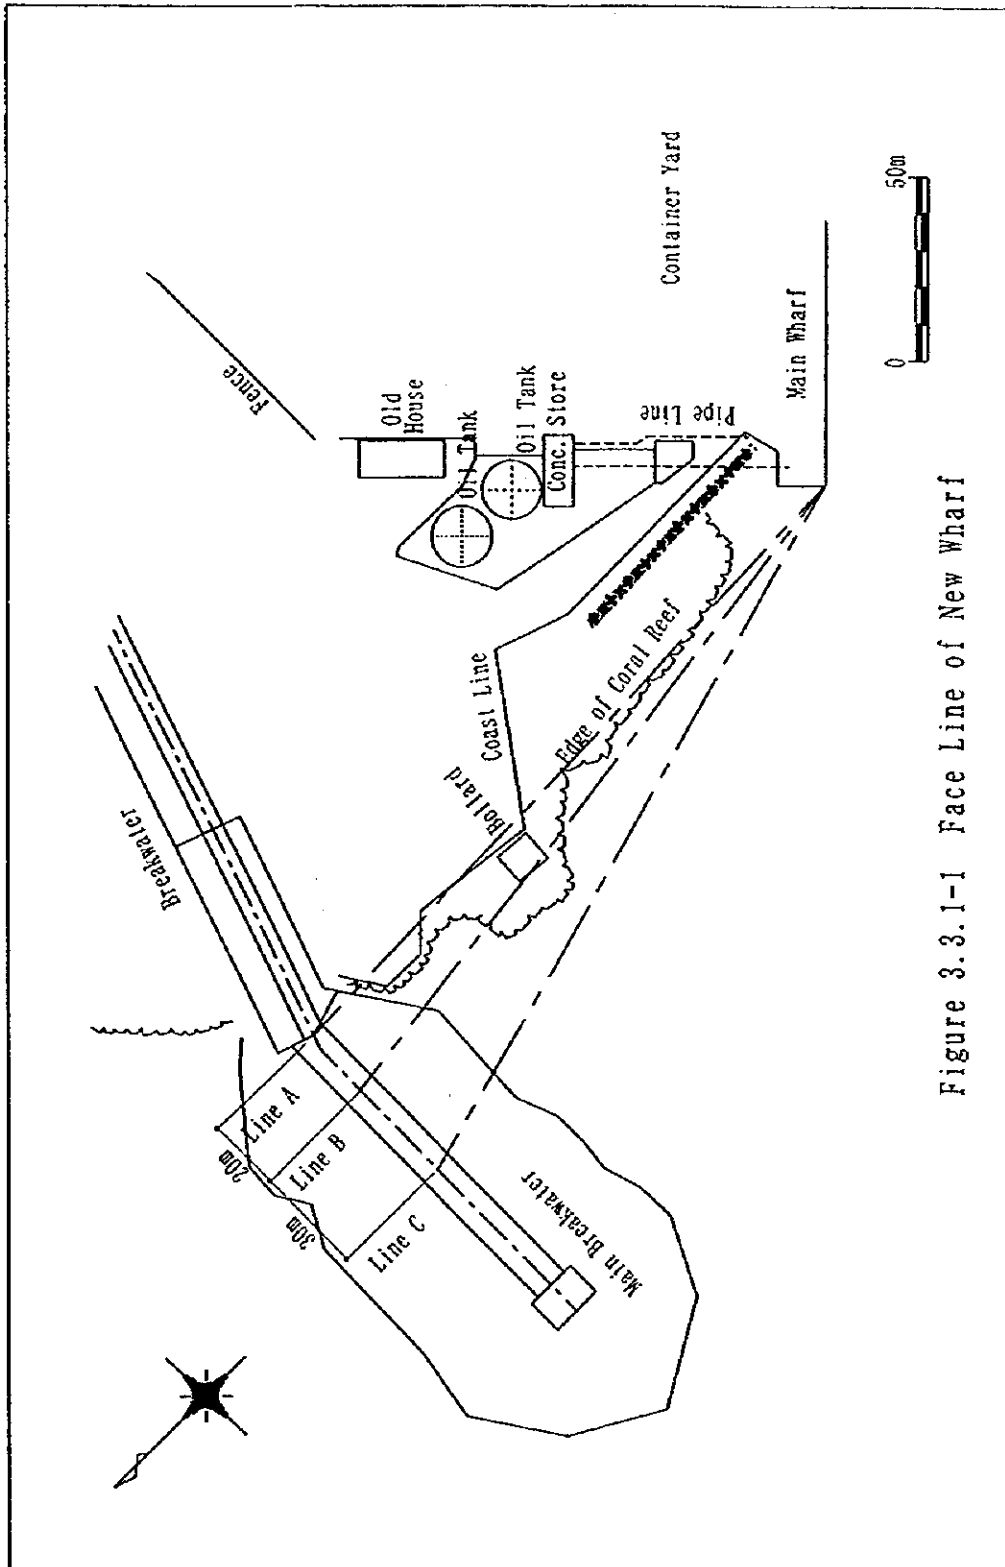 Breakwater
Fence
Old
House
Oil Tank
Oil Tank
Conc. Store
Pipe Line
Container Yard
Main Wharf
0
50m
Coast Line
Bollard
Edge of Coral Reef
Line A
20m
Line B
30m
Line C
Main Breakwater
Figure 3.3.1-1 Face Line of New Wharf